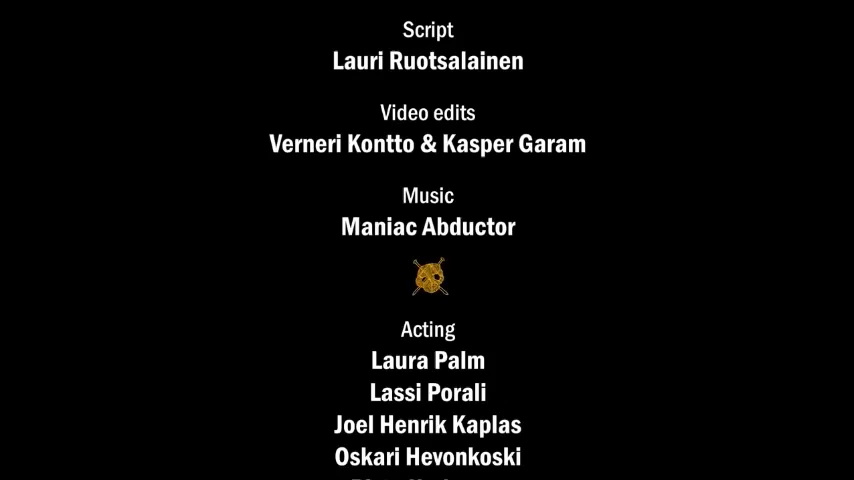 Script
Lauri Ruotsalainen
Video edits
Verneri Kontto & Kasper Garam
Music
Maniac Abductor
Acting
Laura Palm
Lassi Porali
Joel Henrik Kaplas
Oskari Hevonkoski